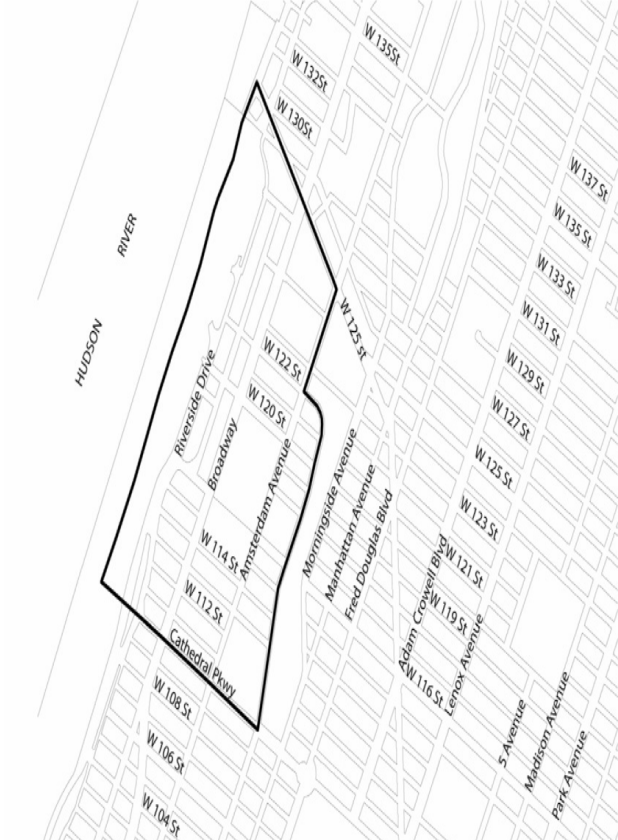 W 135St
W 132St
W 130St
W 137 St
W 135 St
W 133 St
W 131 St
W 129 St
W 127 St
W 125 St
W 123 St
W 121 St
W 119 St
W 116 St
HUDSON RIVER
W 125 st
W 122 St
W 120 St
W 114 St
W 112 St
Cathedral Pkwy
W 108 St
W 106 St
W 104 St
Riverside Drive
Broadway
Amsterdam Avenue
Morningside Avenue
Manhattan Avenue
Fred Douglas Blvd
Adam Crowell Blvd
Lenox Avenue
5 Avenue
Madison Avenue
Park Avenue